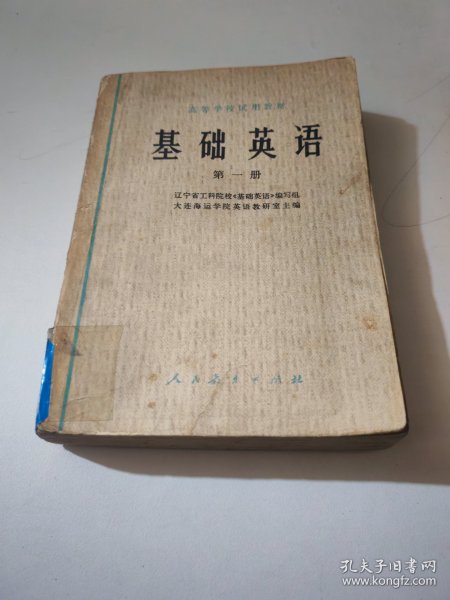 高等学校试用教材
基础英语
第一册
辽宁省工科院校《基础英语》编写组
大连海运学院英语教研室主编
人民教育出版社
孔夫子旧书网
www.kongfz.com